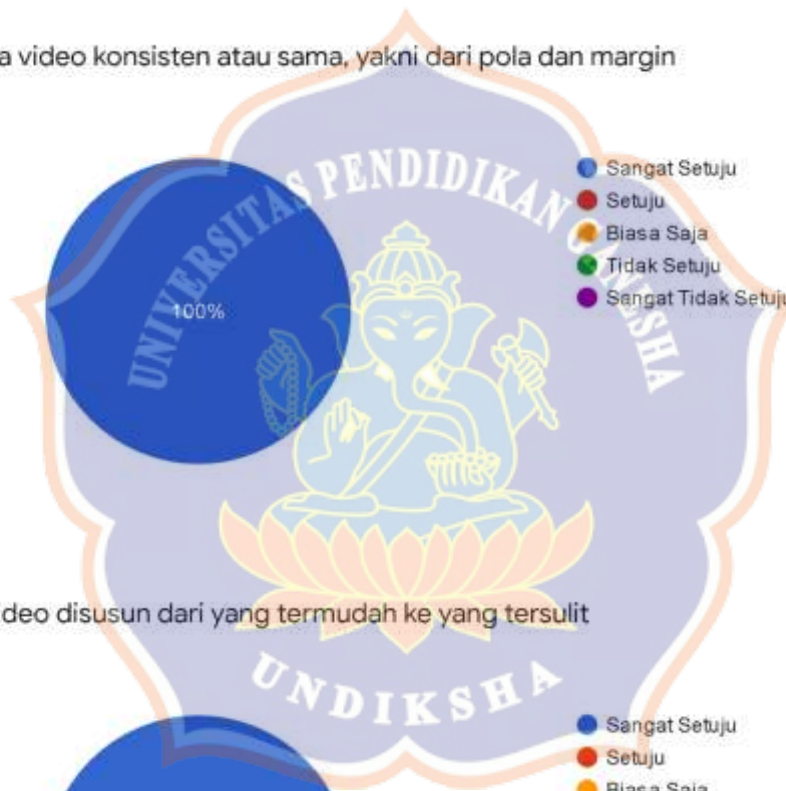 a video konsisten atau sama, yakni dari pola dan margin
UNIVERSITAS PENDIDIKAN GANESHA
Sangat Setuju
Setuju
Biasa Saja
Tidak Setuju
Sangat Tidak Setuju
100%
deo disusun dari yang termudah ke yang tersulit
UNDIKSHA
Sangat Setuju
Setuju
Biasa Saja